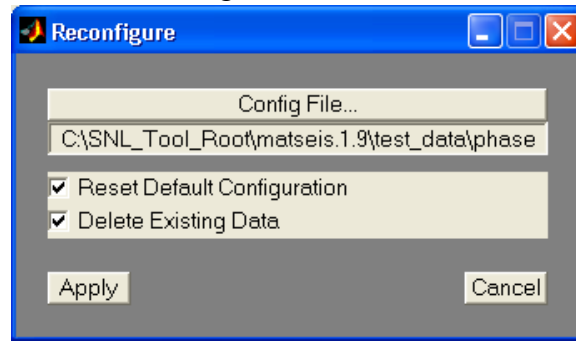 Reconfigure
Config File...
C:\SNL_Tool_Root\matseis.1.9\test_data\phase
Reset Default Configuration
Delete Existing Data
Apply
Cancel